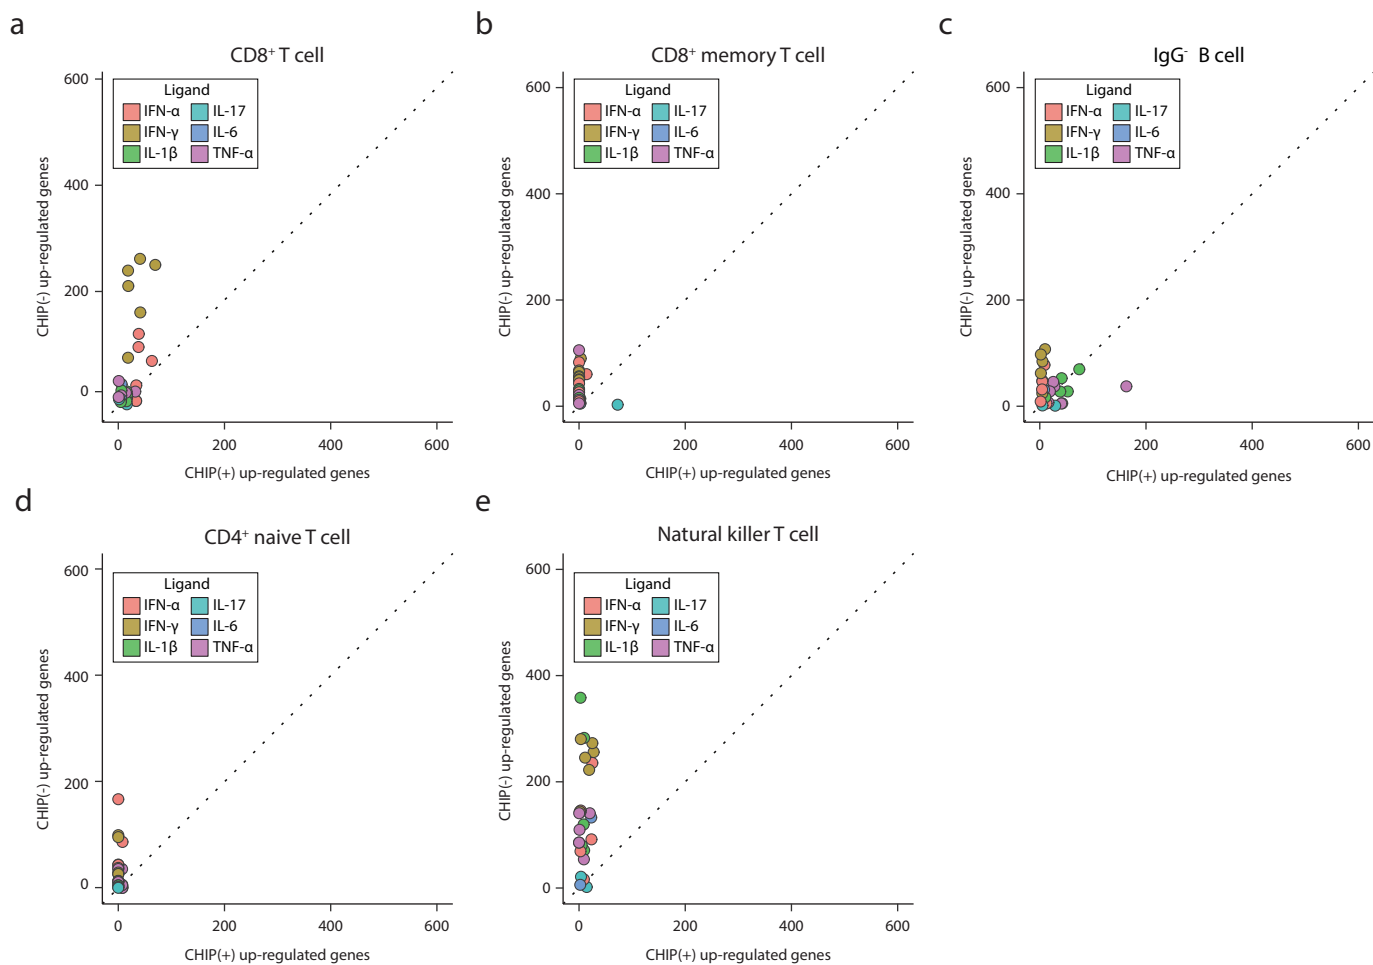 a
CD8⁺ T cell
CHIP(-) up-regulated genes
600
400
200
0
Ligand
IFN-α IL-17
IFN-γ IL-6
IL-1β TNF-α
0 200 400 600
CHIP(+) up-regulated genes
b
CD8⁺ memory T cell
CHIP(-) up-regulated genes
600
400
200
0
Ligand
IFN-α IL-17
IFN-γ IL-6
IL-1β TNF-α
0 200 400 600
CHIP(+) up-regulated genes
c
IgG⁻ B cell
CHIP(-) up-regulated genes
600
400
200
0
Ligand
IFN-α IL-17
IFN-γ IL-6
IL-1β TNF-α
0 200 400 600
CHIP(+) up-regulated genes
d
CD4⁺ naive T cell
CHIP(-) up-regulated genes
600
400
200
0
Ligand
IFN-α IL-17
IFN-γ IL-6
IL-1β TNF-α
0 200 400 600
CHIP(+) up-regulated genes
e
Natural killer T cell
CHIP(-) up-regulated genes
600
400
200
0
Ligand
IFN-α IL-17
IFN-γ IL-6
IL-1β TNF-α
0 200 400 600
CHIP(+) up-regulated genes